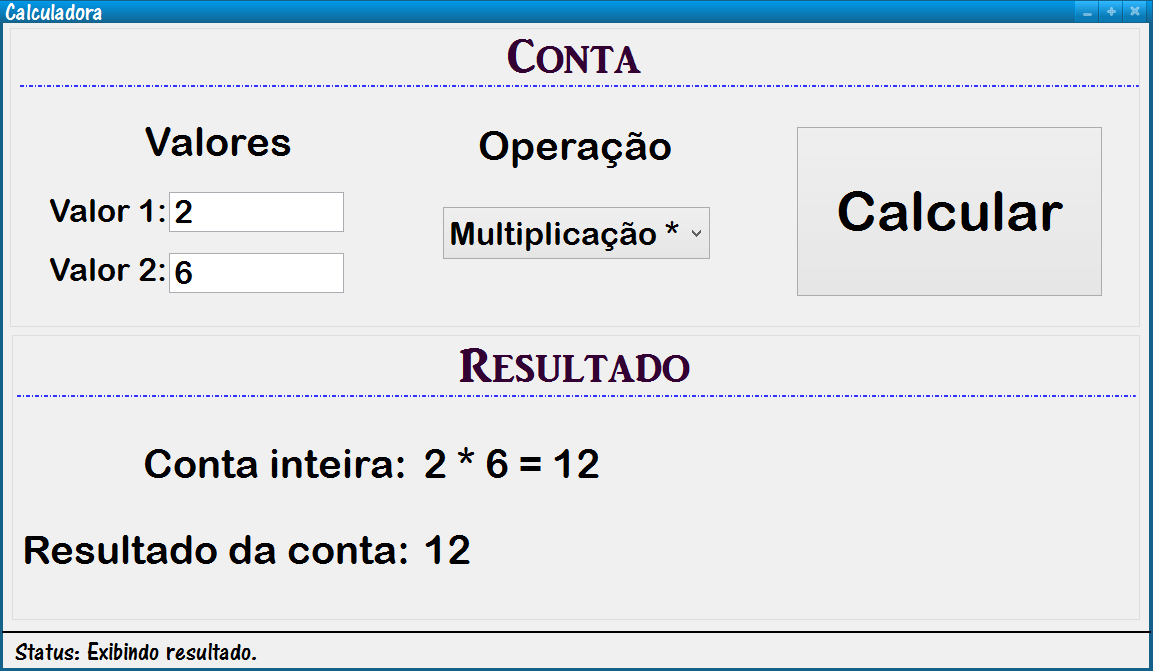 Calculadora
Conta
Valores
Operação
Valor 1: 2
Multiplicação *
Calcular
Valor 2: 6
Resultado
Conta inteira: 2 * 6 = 12
Resultado da conta: 12
Status: Exibindo resultado.